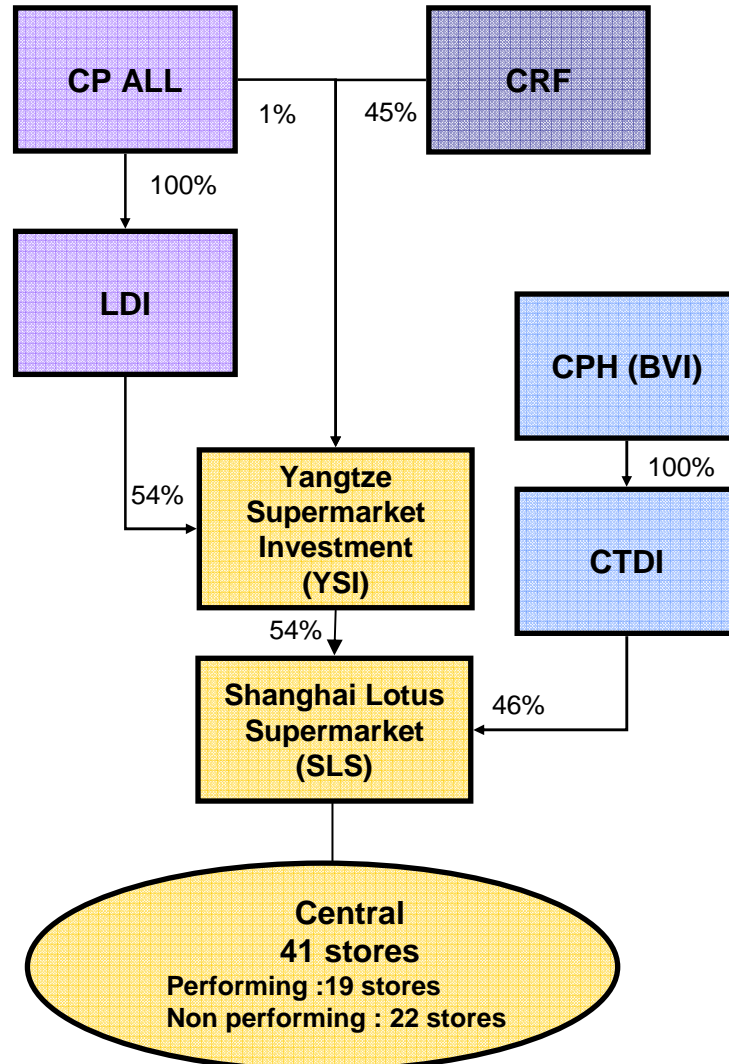 CP ALL
CRF
1%
45%
100%
LDI
CPH (BVI)
100%
54%
Yangtze
Supermarket
Investment
(YSI)
CTDI
54%
Shanghai Lotus
Supermarket
(SLS)
46%
Central
41 stores
Performing :19 stores
Non performing : 22 stores